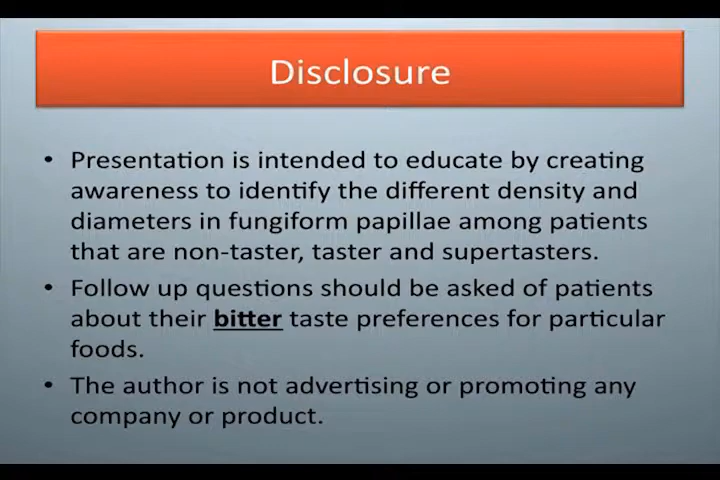 Disclosure
• Presentation is intended to educate by creating
awareness to identify the different density and
diameters in fungiform papillae among patients
that are non-taster, taster and supertasters.
• Follow up questions should be asked of patients
about their bitter taste preferences for particular
foods.
• The author is not advertising or promoting any
company or product.